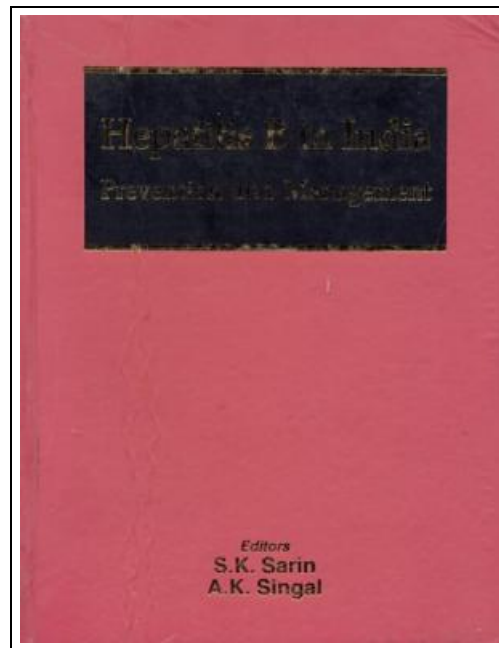 Hepatitis B in India
Prevention and Management
Editors
S.K. Sarin
A.K. Singal